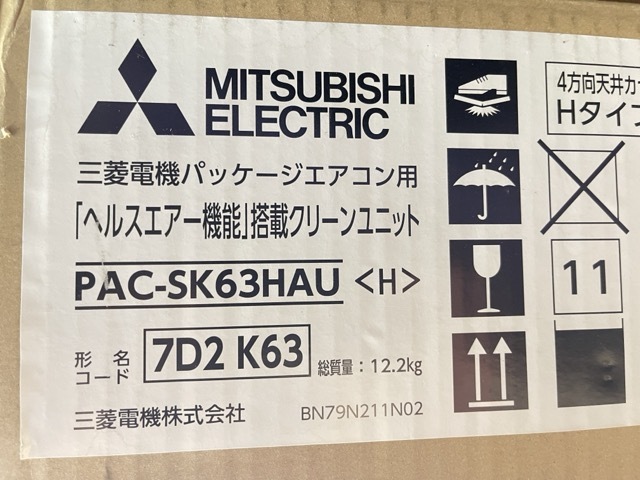 MITSUBISHI
ELECTRIC
三菱電機パッケージエアコン用
「ヘルスエアー機能」搭載クリーンユニット
PAC-SK63HAU <H>
形名
コード
7D2 K63
総質量:12.2kg
三菱電機株式会社
BN79N211N02
4方向天井カ
Hタイプ
11